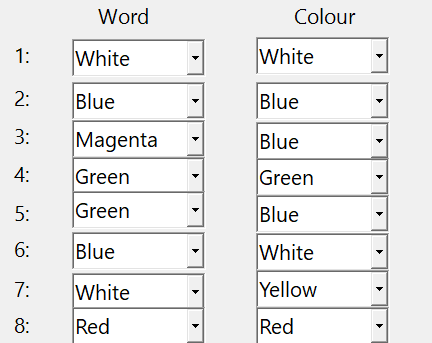 Word Colour
1: White White
2: Blue Blue
3: Magenta Blue
4: Green Green
5: Green Blue
6: Blue White
7: White Yellow
8: Red Red